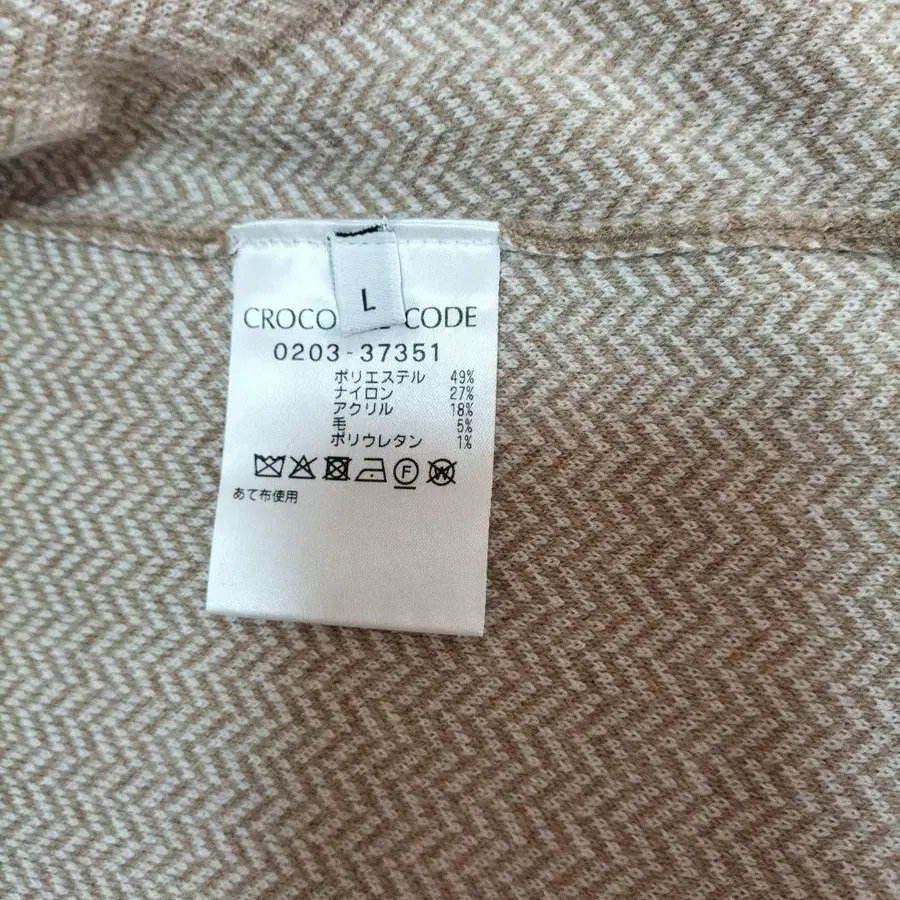 L
CROCO CODE
0203-37351
ポリエステル 49%
ナイロン 27%
アクリル 18%
毛 5%
ポリウレタン 1%
F W
あて布使用